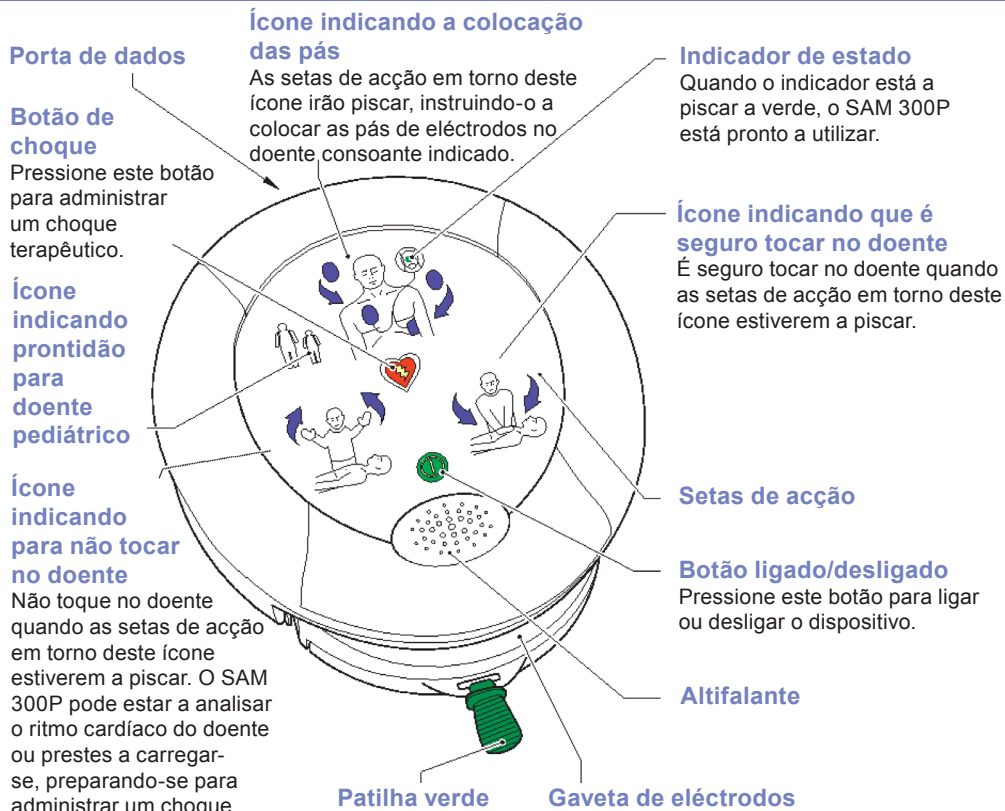 Porta de dados
Botão de
choque
Pressione este botão
para administrar
um choque
terapêutico.
Ícone
indicando
prontidão
para
doente
pediátrico
Ícone
indicando
para não tocar
no doente
Não toque no doente
quando as setas de acção
em torno deste ícone
estiverem a piscar. O SAM
300P pode estar a analisar
o ritmo cardíaco do doente
ou prestes a carregar-
se, preparando-se para
administrar um choque
Ícone indicando a colocação
das pás
As setas de acção em torno deste
ícone irão piscar, instruindo-o a
colocar as pás de eléctrodos no
doente consoante indicado.
Indicador de estado
Quando o indicador está a
piscar a verde, o SAM 300P
está pronto a utilizar.
Ícone indicando que é
seguro tocar no doente
É seguro tocar no doente quando
as setas de acção em torno deste
ícone estiverem a piscar.
Setas de acção
Botão ligado/desligado
Pressione este botão para ligar
ou desligar o dispositivo.
Altifalante
Patilha verde
Gaveta de eléctrodos